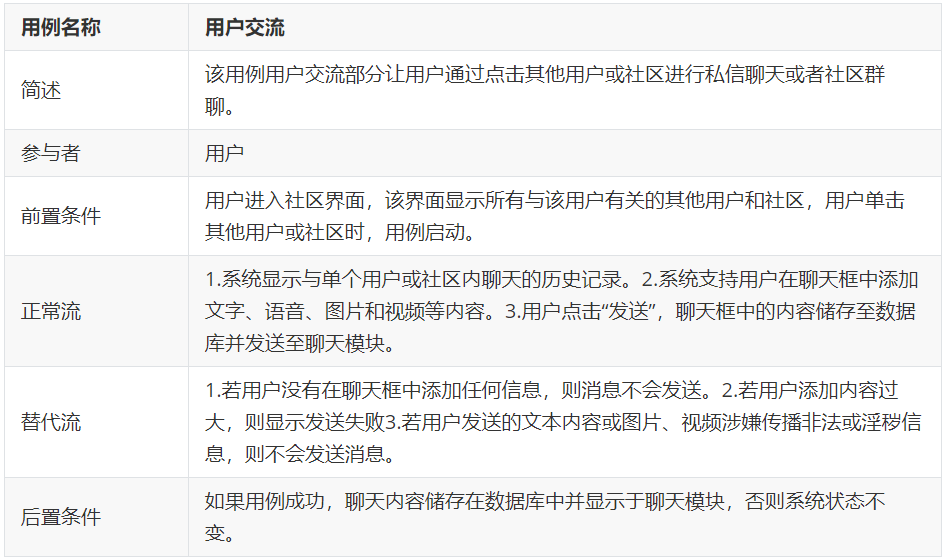 用例名称
用户交流
简述
该用例用户交流部分让用户通过点击其他用户或社区进行私信聊天或者社区群
聊。
参与者
用户
前置条件
用户进入社区界面，该界面显示所有与该用户有关的其他用户和社区，用户单击
其他用户或社区时，用例启动。
正常流
1.系统显示与单个用户或社区内聊天的历史记录。2.系统支持用户在聊天框中添加
文字、语音、图片和视频等内容。3.用户点击“发送”，聊天框中的内容储存至数据
库并发送至聊天模块。
替代流
1.若用户没有在聊天框中添加任何信息，则消息不会发送。2.若用户添加内容过
大，则显示发送失败3.若用户发送的文本内容或图片、视频涉嫌传播非法或淫秽信
息，则不会发送消息。
后置条件
如果用例成功，聊天内容储存在数据库中并显示于聊天模块，否则系统状态不
变。